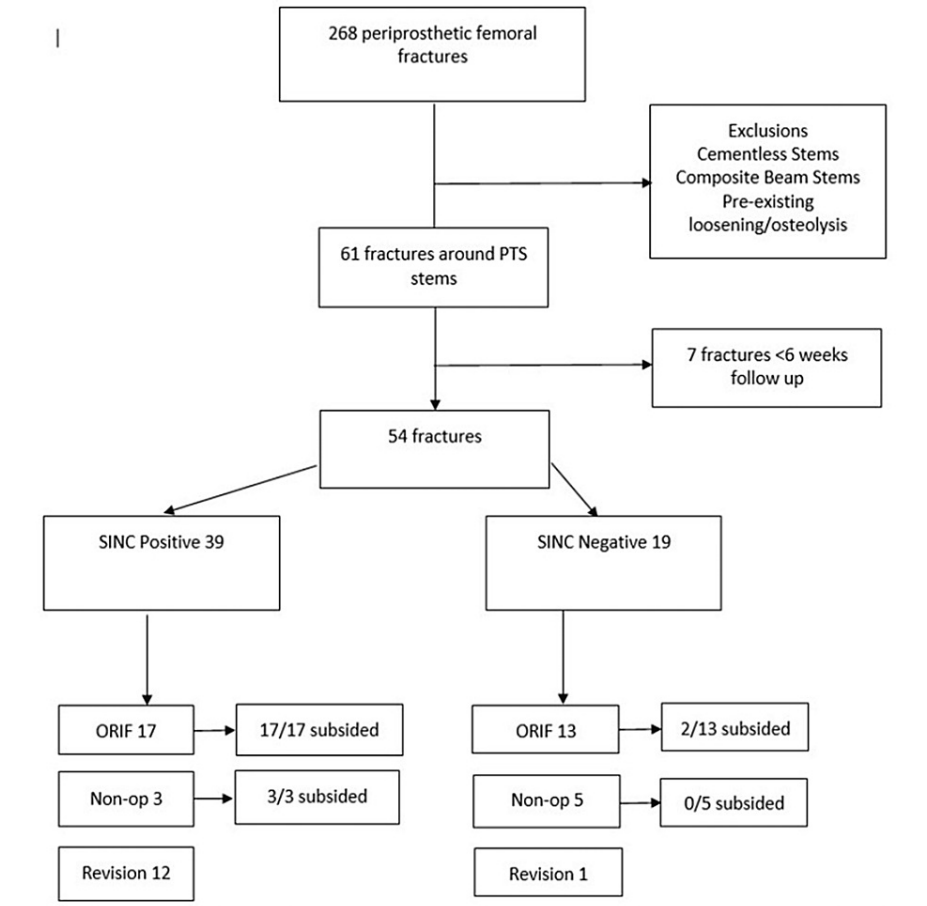 268 periprosthetic femoral
fractures
Exclusions
Cementless Stems
Composite Beam Stems
Pre-existing
loosening/osteolysis
61 fractures around PTS
stems
7 fractures <6 weeks
follow up
54 fractures
SINC Positive 39
SINC Negative 19
ORIF 17
17/17 subsided
ORIF 13
2/13 subsided
Non-op 3
3/3 subsided
Non-op 5
0/5 subsided
Revision 12
Revision 1